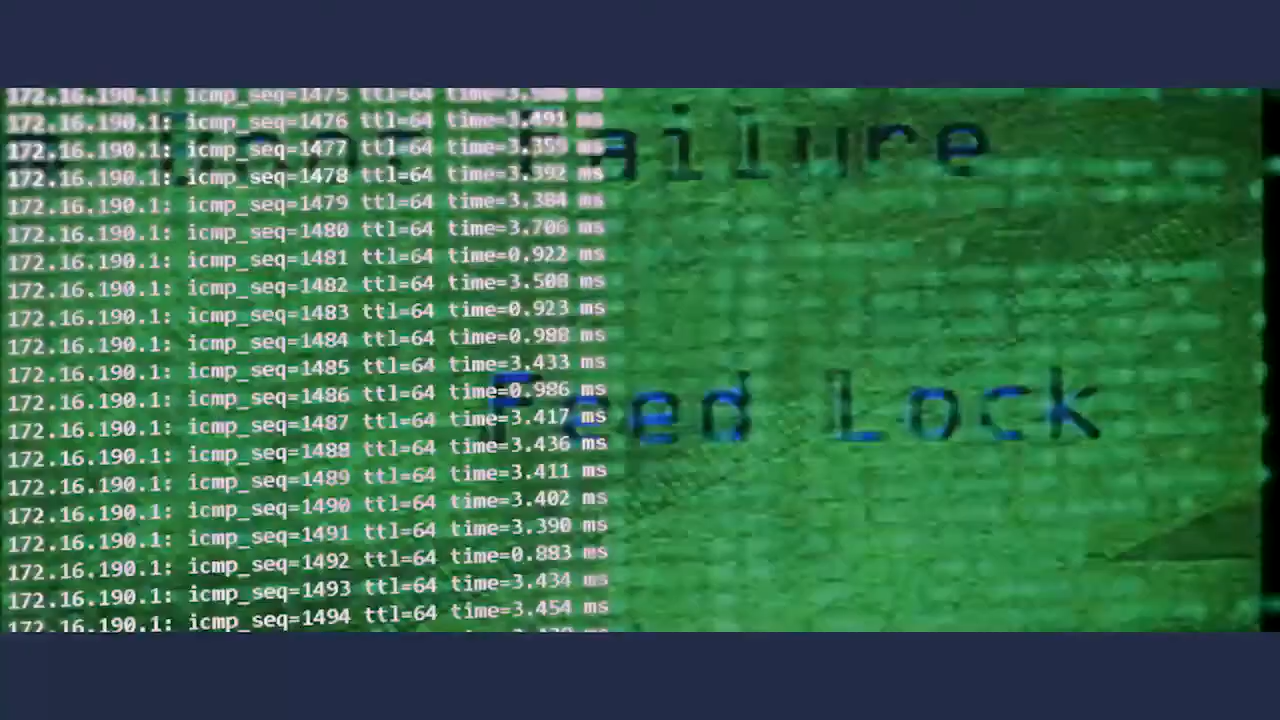 172.16.190.1: icmp_seq=1475 ttl=64 ms
172.16.190.1: icmp_seq=1476 ttl=64 time=3.491 ms
172.16.190.1: icmp_seq=1477 ttl=64 time=3.359 ms
172.16.190.1: icmp_seq=1478 ttl=64 time=3.392 ms
172.16.190.1: icmp_seq=1479 ttl=64 time=3.384 ms
172.16.190.1: icmp_seq=1480 ttl=64 time=3.706 ms
172.16.190.1: icmp_seq=1481 ttl=64 time=0.922 ms
172.16.190.1: icmp_seq=1482 ttl=64 time=3.508 ms
172.16.190.1: icmp_seq=1483 ttl=64 time=0.923 ms
172.16.190.1: icmp_seq=1484 ttl=64 time=0.988 ms
172.16.190.1: icmp_seq=1485 ttl=64 time=3.433 ms
172.16.190.1: icmp_seq=1486 ttl=64 time=0.986 ms
172.16.190.1: icmp_seq=1487 ttl=64 time=3.417 ms
172.16.190.1: icmp_seq=1488 ttl=64 time=3.436 ms
172.16.190.1: icmp_seq=1489 ttl=64 time=3.411 ms
172.16.190.1: icmp_seq=1490 ttl=64 time=3.402 ms
172.16.190.1: icmp_seq=1491 ttl=64 time=3.390 ms
172.16.190.1: icmp_seq=1492 ttl=64 time=0.883 ms
172.16.190.1: icmp_seq=1493 ttl=64 time=3.434 ms
172.16.190.1: icmp_seq=1494 ttl=64 time=3.454 ms
Failure
Feed Lock